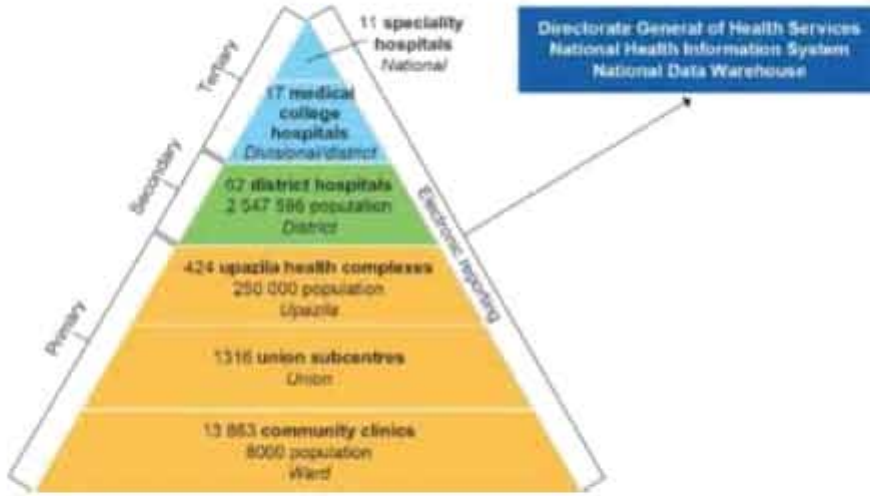 11 speciality
hospitals
National
Directorate General of Health Services
National Health Information System
National Data Warehouse
Tertiary
17 medical
college
hospitals
Divisional/district
Secondary
62 district hospitals
2 547 586 population
District
Electronic reporting
Primary
424 upazila health complexes
250 000 population
Upazila
1316 union subcentres
Union
13 863 community clinics
6000 population
Ward